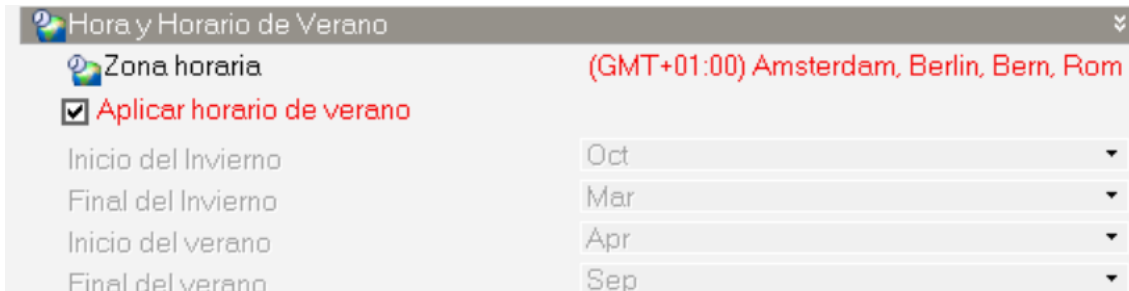 Hora y Horario de Verano
Zona horaria (GMT+01:00) Amsterdam, Berlin, Bern, Rom
Aplicar horario de verano
Inicio del Invierno Oct
Final del Invierno Mar
Inicio del verano Apr
Final del verano Sep